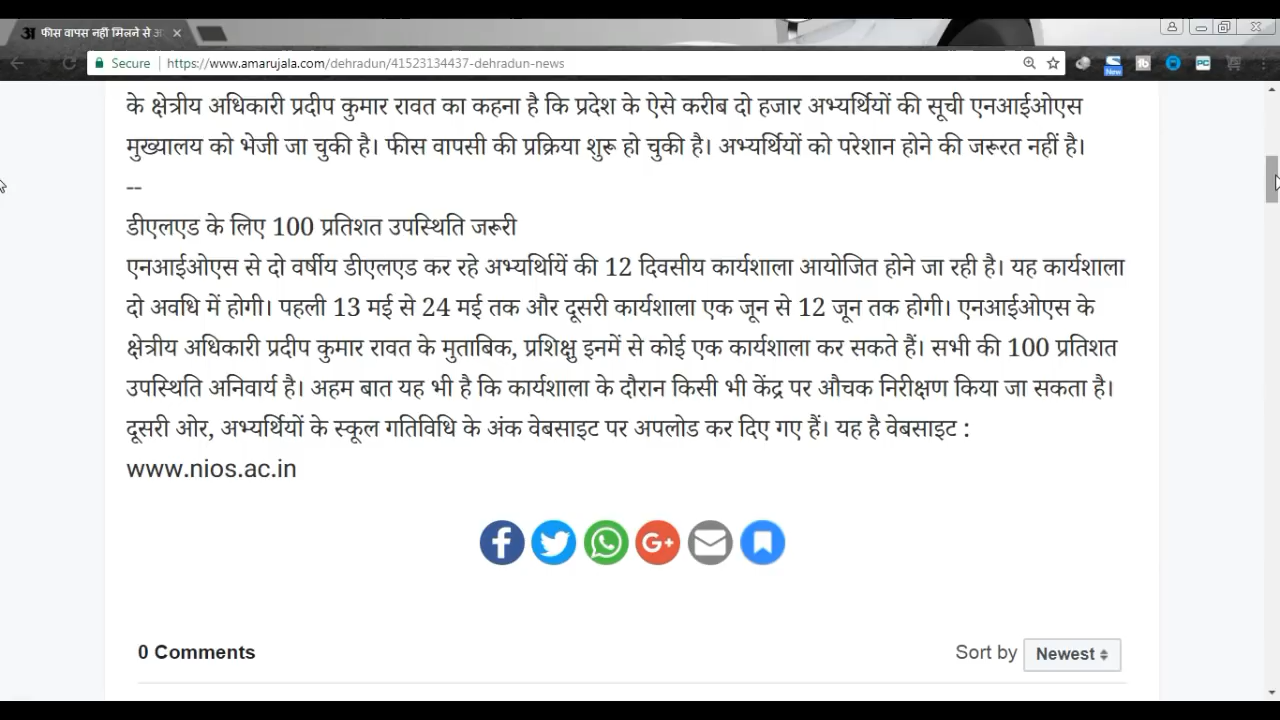 फीस वापस नहीं मिलने से
Secure https://www.amarujala.com/dehradun/41523134437-dehradun-news
New
PC
के क्षेत्रीय अधिकारी प्रदीप कुमार रावत का कहना है कि प्रदेश के ऐसे करीब दो हजार अभ्यर्थियों की सूची एनआईओएस
मुख्यालय को भेजी जा चुकी है। फीस वापसी की प्रक्रिया शुरू हो चुकी है। अभ्यर्थियों को परेशान होने की जरूरत नहीं है।
--
डीएलएड के लिए 100 प्रतिशत उपस्थिति जरूरी
एनआईओएस से दो वर्षीय डीएलएड कर रहे अभ्यर्थिायें की 12 दिवसीय कार्यशाला आयोजित होने जा रही है। यह कार्यशाला
दो अवधि में होगी। पहली 13 मई से 24 मई तक और दूसरी कार्यशाला एक जून से 12 जून तक होगी। एनआईओएस के
क्षेत्रीय अधिकारी प्रदीप कुमार रावत के मुताबिक, प्रशिक्षु इनमें से कोई एक कार्यशाला कर सकते हैं। सभी की 100 प्रतिशत
उपस्थिति अनिवार्य है। अहम बात यह भी है कि कार्यशाला के दौरान किसी भी केंद्र पर औचक निरीक्षण किया जा सकता है।
दूसरी ओर, अभ्यर्थियों के स्कूल गतिविधि के अंक वेबसाइट पर अपलोड कर दिए गए हैं। यह है वेबसाइट :
www.nios.ac.in
0 Comments
Sort by Newest